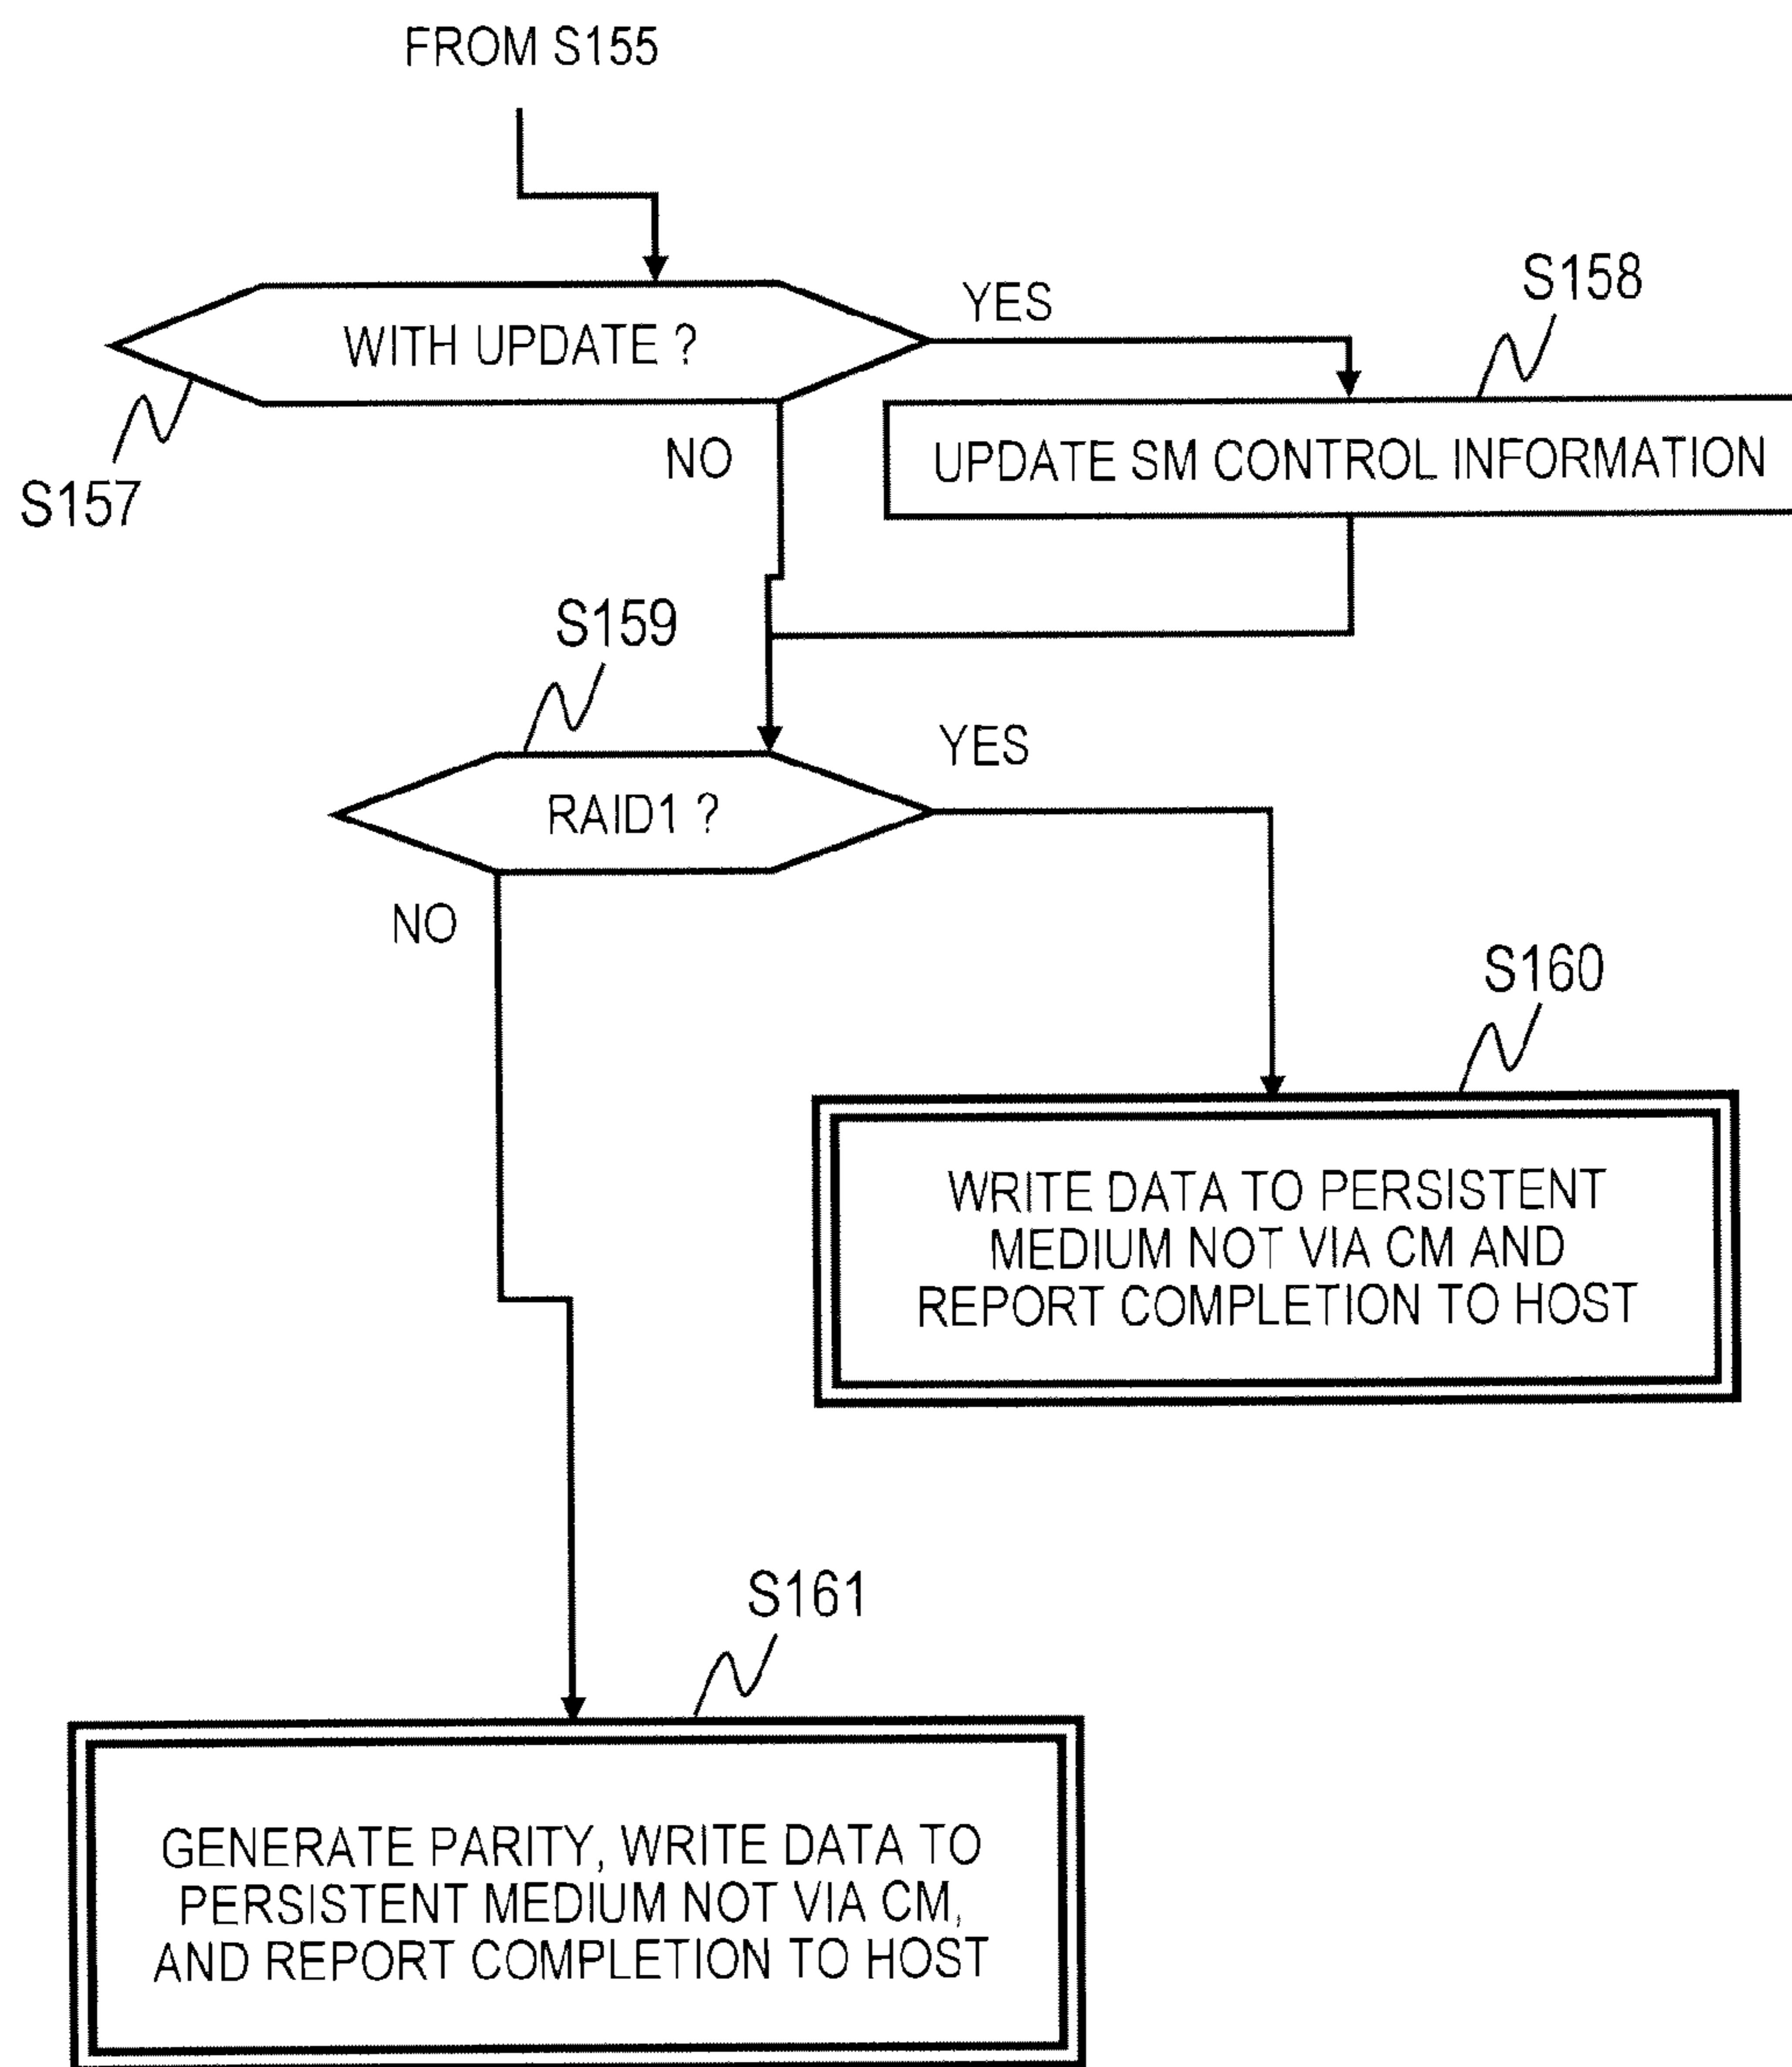 FROM S155
WITH UPDATE ?
YES
S158
NO
UPDATE SM CONTROL INFORMATION
S157
S159
YES
RAID1 ?
NO
S160
WRITE DATA TO PERSISTENT
MEDIUM NOT VIA CM AND
REPORT COMPLETION TO HOST
S161
GENERATE PARITY, WRITE DATA TO
PERSISTENT MEDIUM NOT VIA CM,
AND REPORT COMPLETION TO HOST